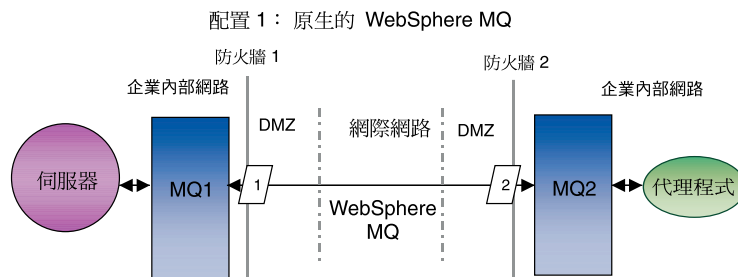 配置 1： 原生的 WebSphere MQ
防火牆 1
防火牆 2
企業內部網路
企業內部網路
DMZ
網際網路
DMZ
伺服器
MQ1
1
2
MQ2
代理程式
WebSphere
MQ